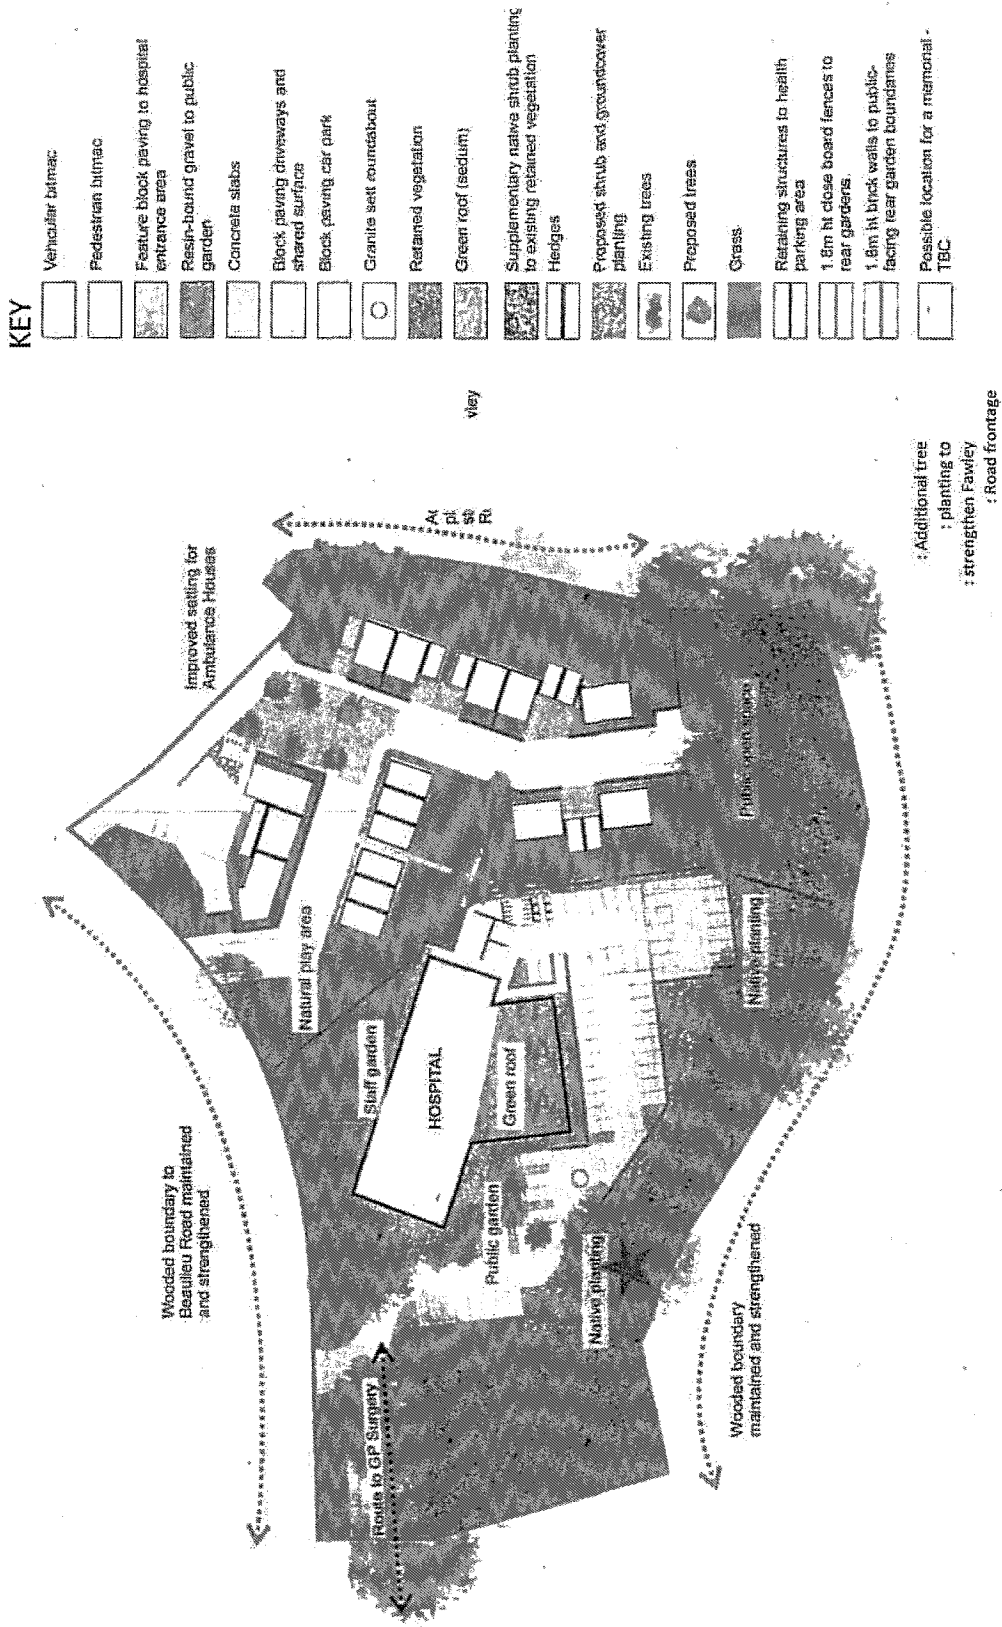 KEY
Vehicular bitmac
Pedestrian bitmac
Feature block paving to hospital
entrance area
Resin-bound gravel to public
garden
Concrete slabs
Block paving driveways and
shared surface
Block paving car park
Granite sett roundabout
Retained vegetation
Green roof (sedum)
Supplementary native shrub planting
to existing retained vegetation
Hedges
Proposed shrub and groundcover
planting
Existing trees
Proposed trees
Grass
Retaining structures to health
parking area
1.8m ht close board fences to
rear gardens
1.8m ht brick walls to public-
facing rear garden boundaries
Possible location for a memorial -
TBC
Wooded boundary to
Beaulieu Road maintained
and strengthened
Improved setting for
Ambulance Houses
Natural play area
Staff garden
HOSPITAL
Green roof
Public garden
Route to GP Surgery
Native planting
Native planting
Public open space
Wooded boundary
maintained and strengthened
vley
: Additional tree
: planting to
: strengthen Fawley
: Road frontage